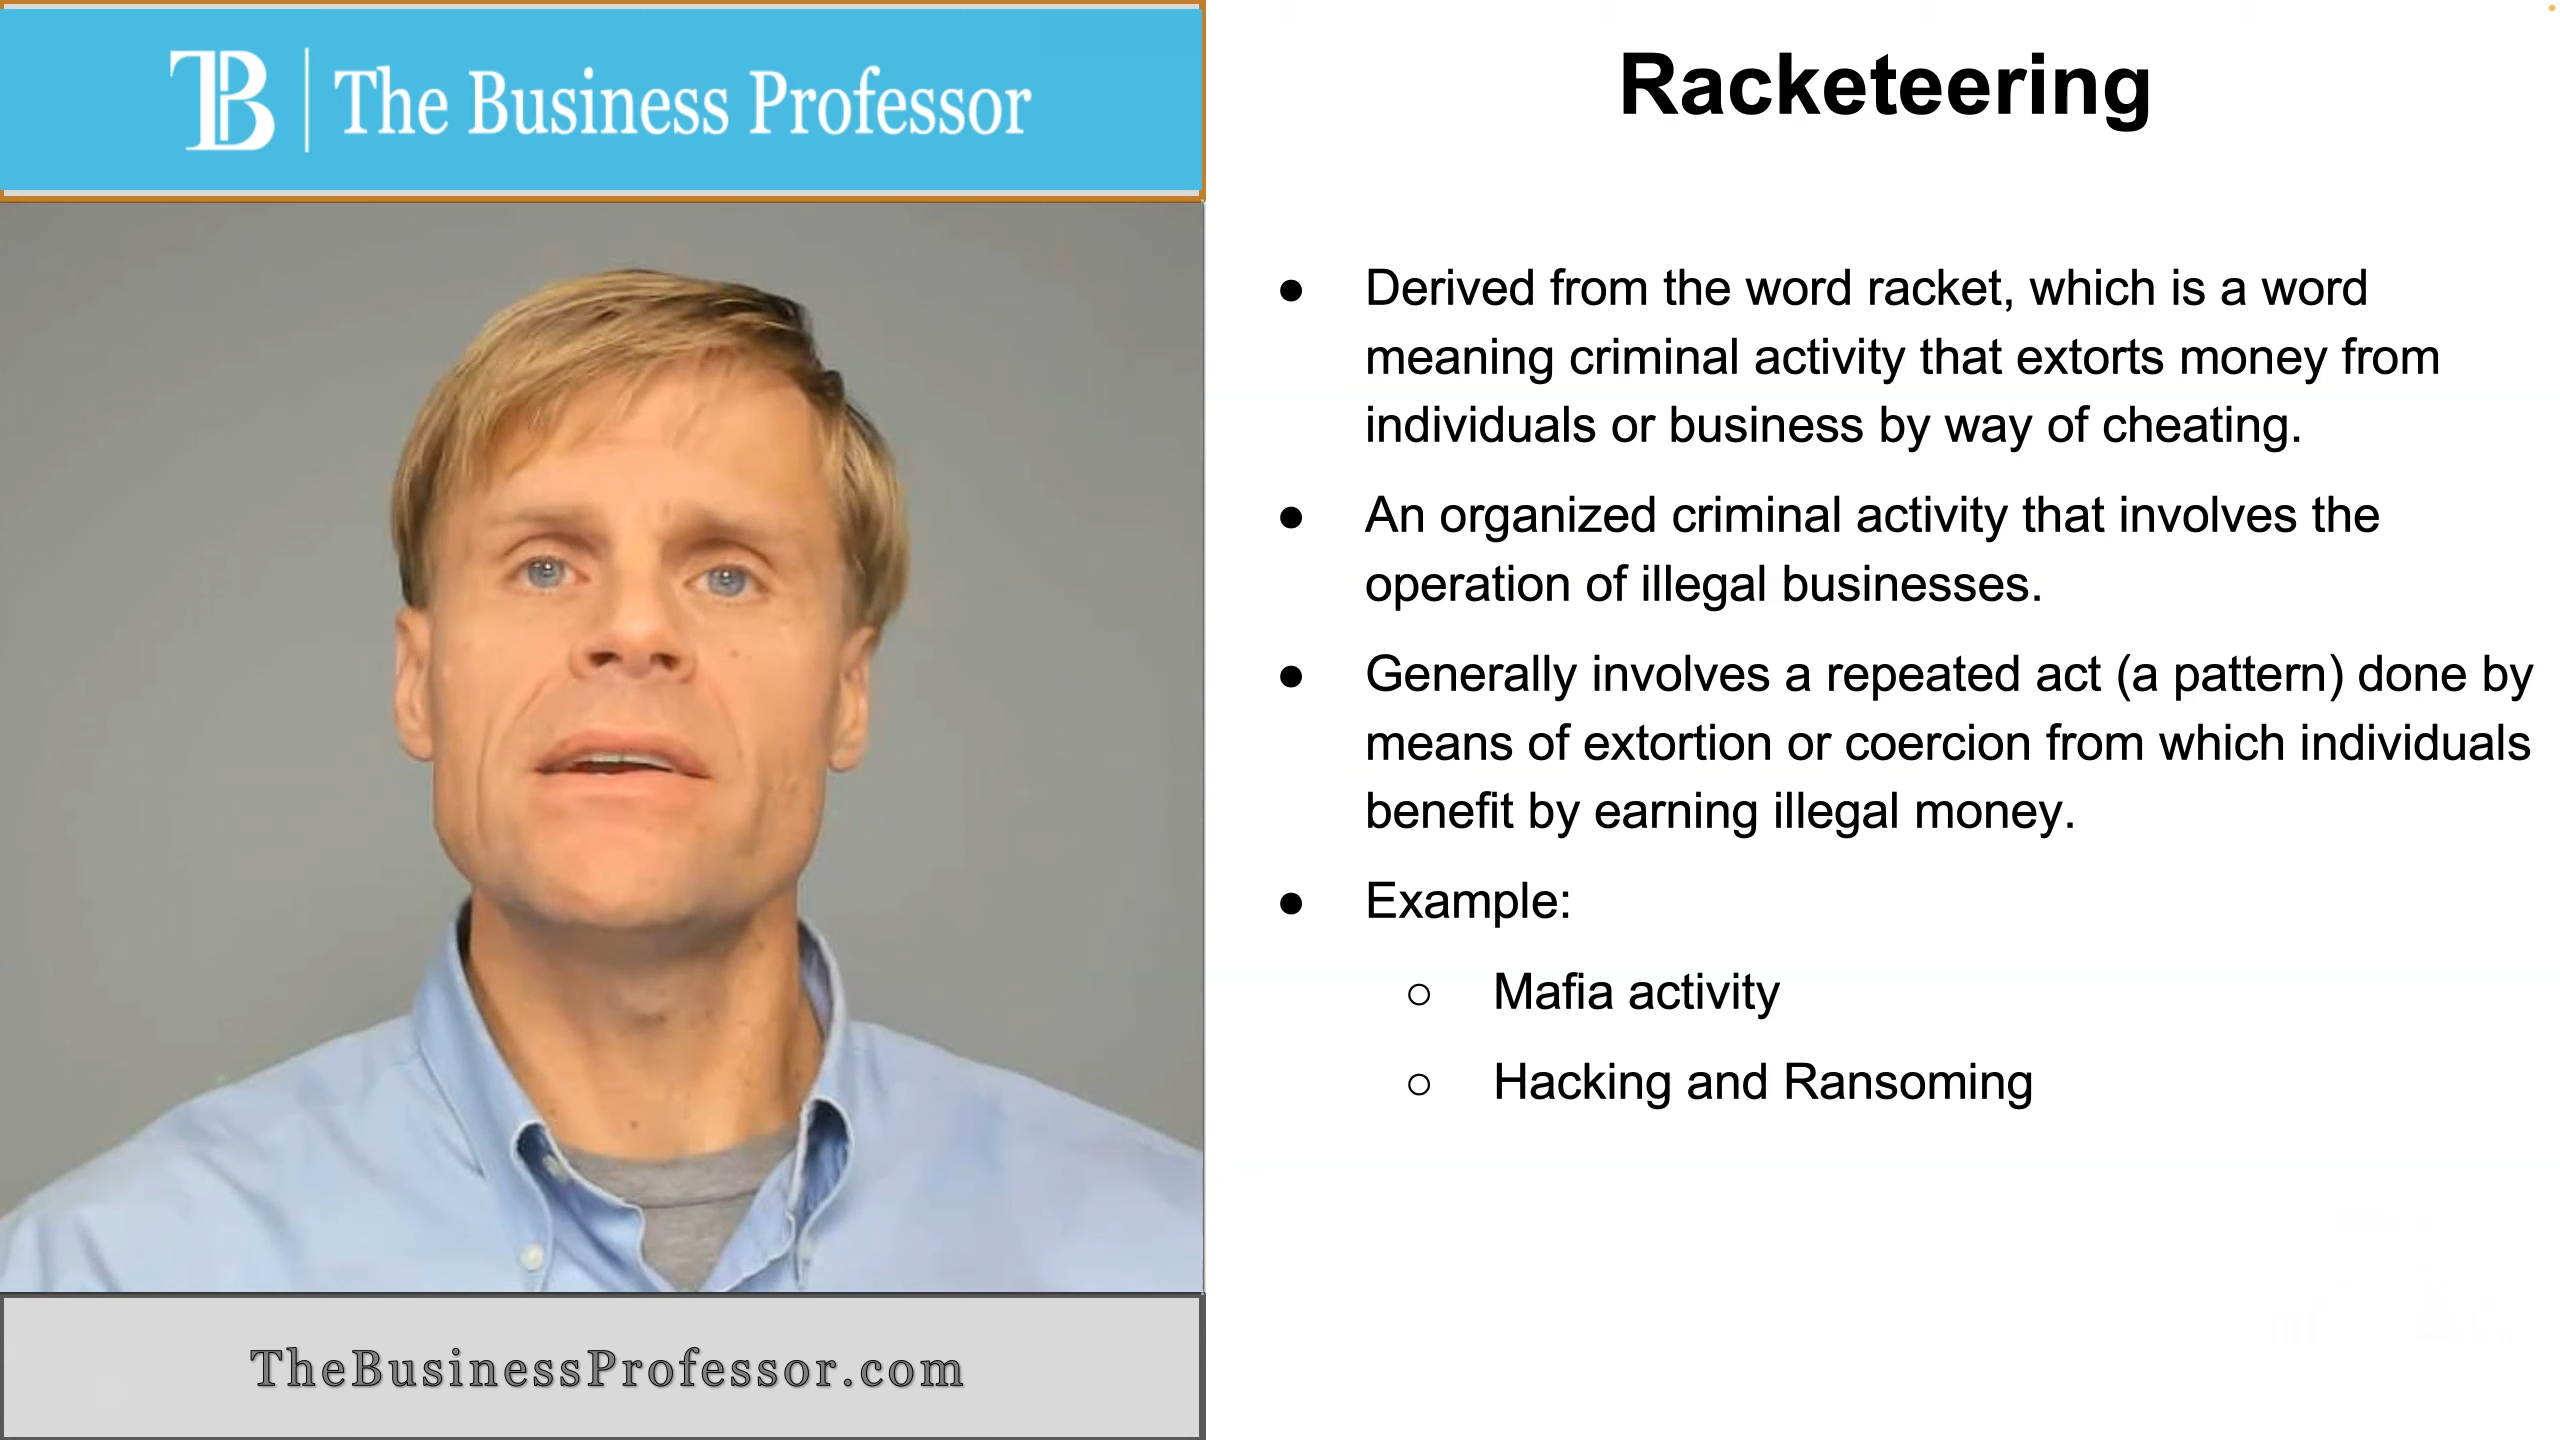 TB | The Business Professor
Racketeering
● Derived from the word racket, which is a word
meaning criminal activity that extorts money from
individuals or business by way of cheating.
● An organized criminal activity that involves the
operation of illegal businesses.
● Generally involves a repeated act (a pattern) done by
means of extortion or coercion from which individuals
benefit by earning illegal money.
● Example:
○ Mafia activity
○ Hacking and Ransoming
TheBusinessProfessor.com